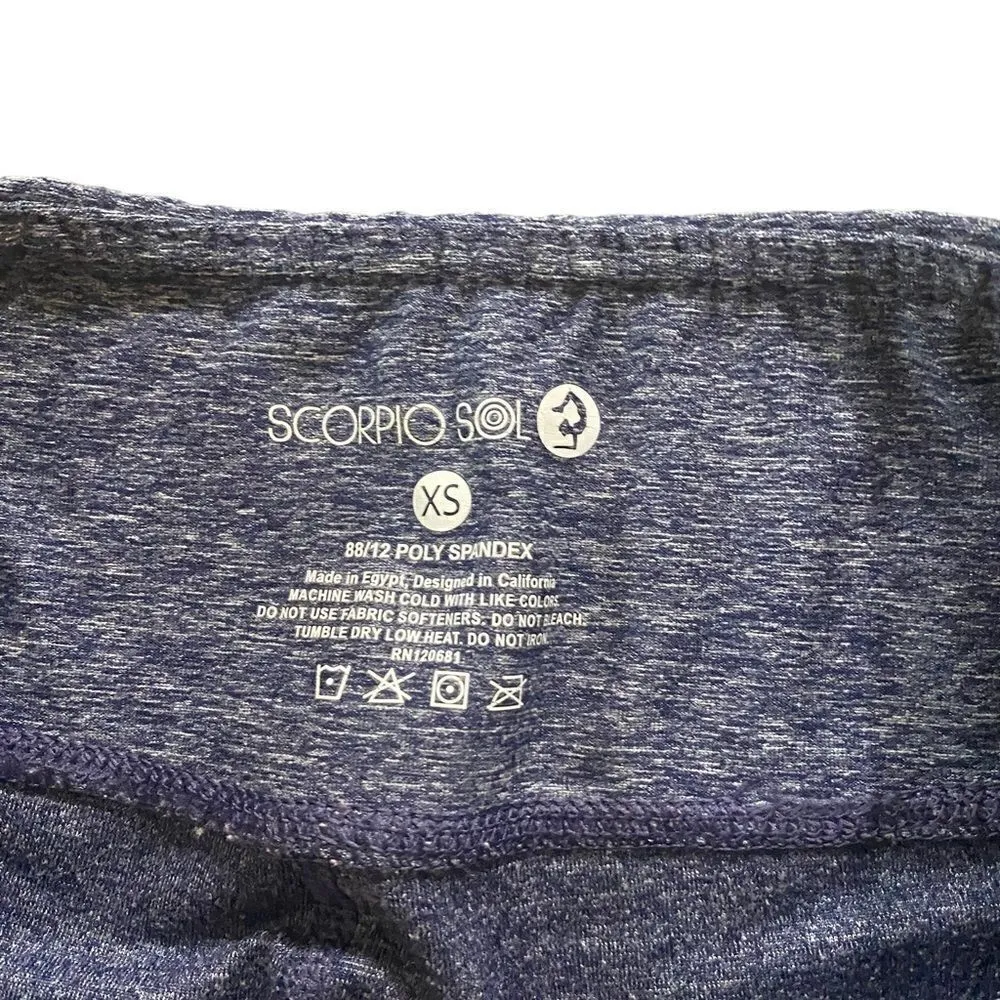 SCORPIO SOL
XS
88/12 POLY SPANDEX
Made in Egypt, Designed in California
MACHINE WASH COLD WITH LIKE COLORS
DO NOT USE FABRIC SOFTENERS. DO NOT BLEACH.
TUMBLE DRY LOW HEAT. DO NOT IRON.
RN120681